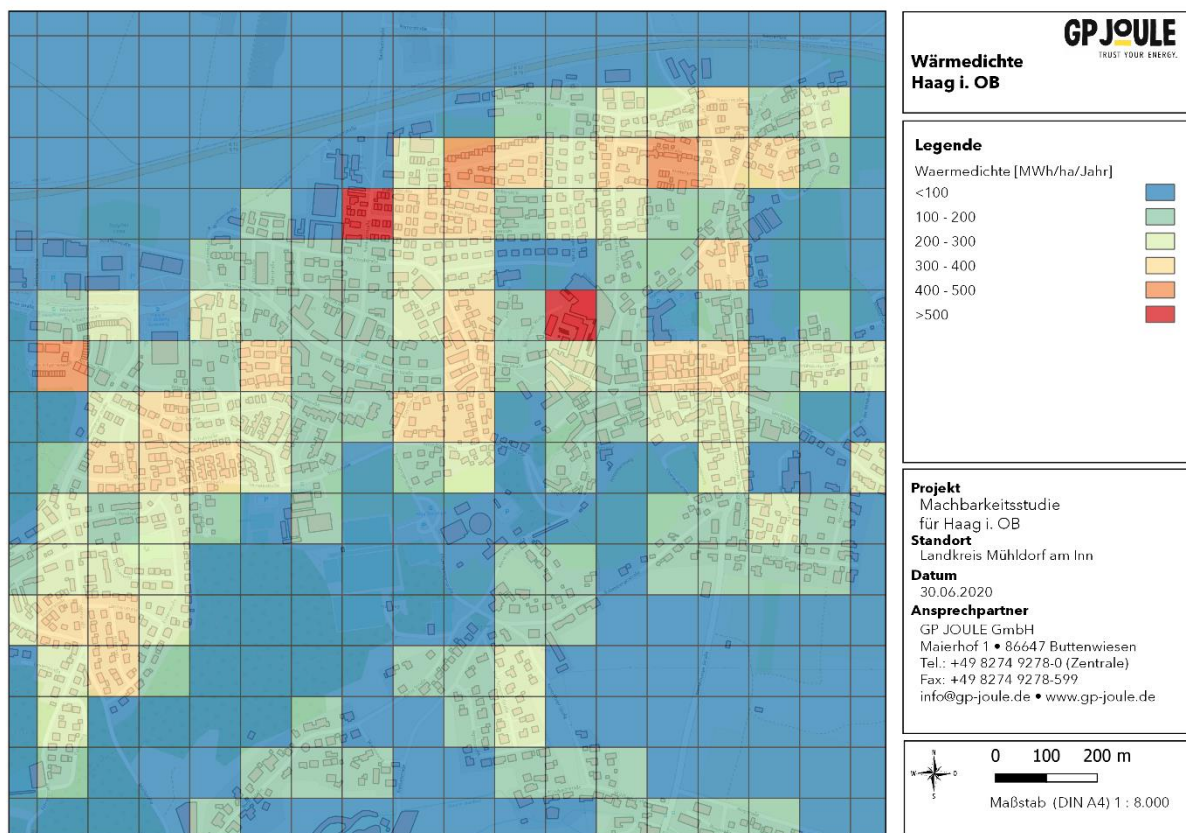 GP JOULE
TRUST YOUR ENERGY.
Wärmedichte
Haag i. OB
Legende
Waermedichte [MWh/ha/Jahr]
<100
100 - 200
200 - 300
300 - 400
400 - 500
>500
Projekt
Machbarkeitsstudie
für Haag i. OB
Standort
Landkreis Mühldorf am Inn
Datum
30.06.2020
Ansprechpartner
GP JOULE GmbH
Maierhof 1 • 86647 Buttenwiesen
Tel.: +49 8274 9278-0 (Zentrale)
Fax: +49 8274 9278-599
info@gp-joule.de • www.gp-joule.de
N
W O
S
0 100 200 m
Maßstab (DIN A4) 1 : 8.000